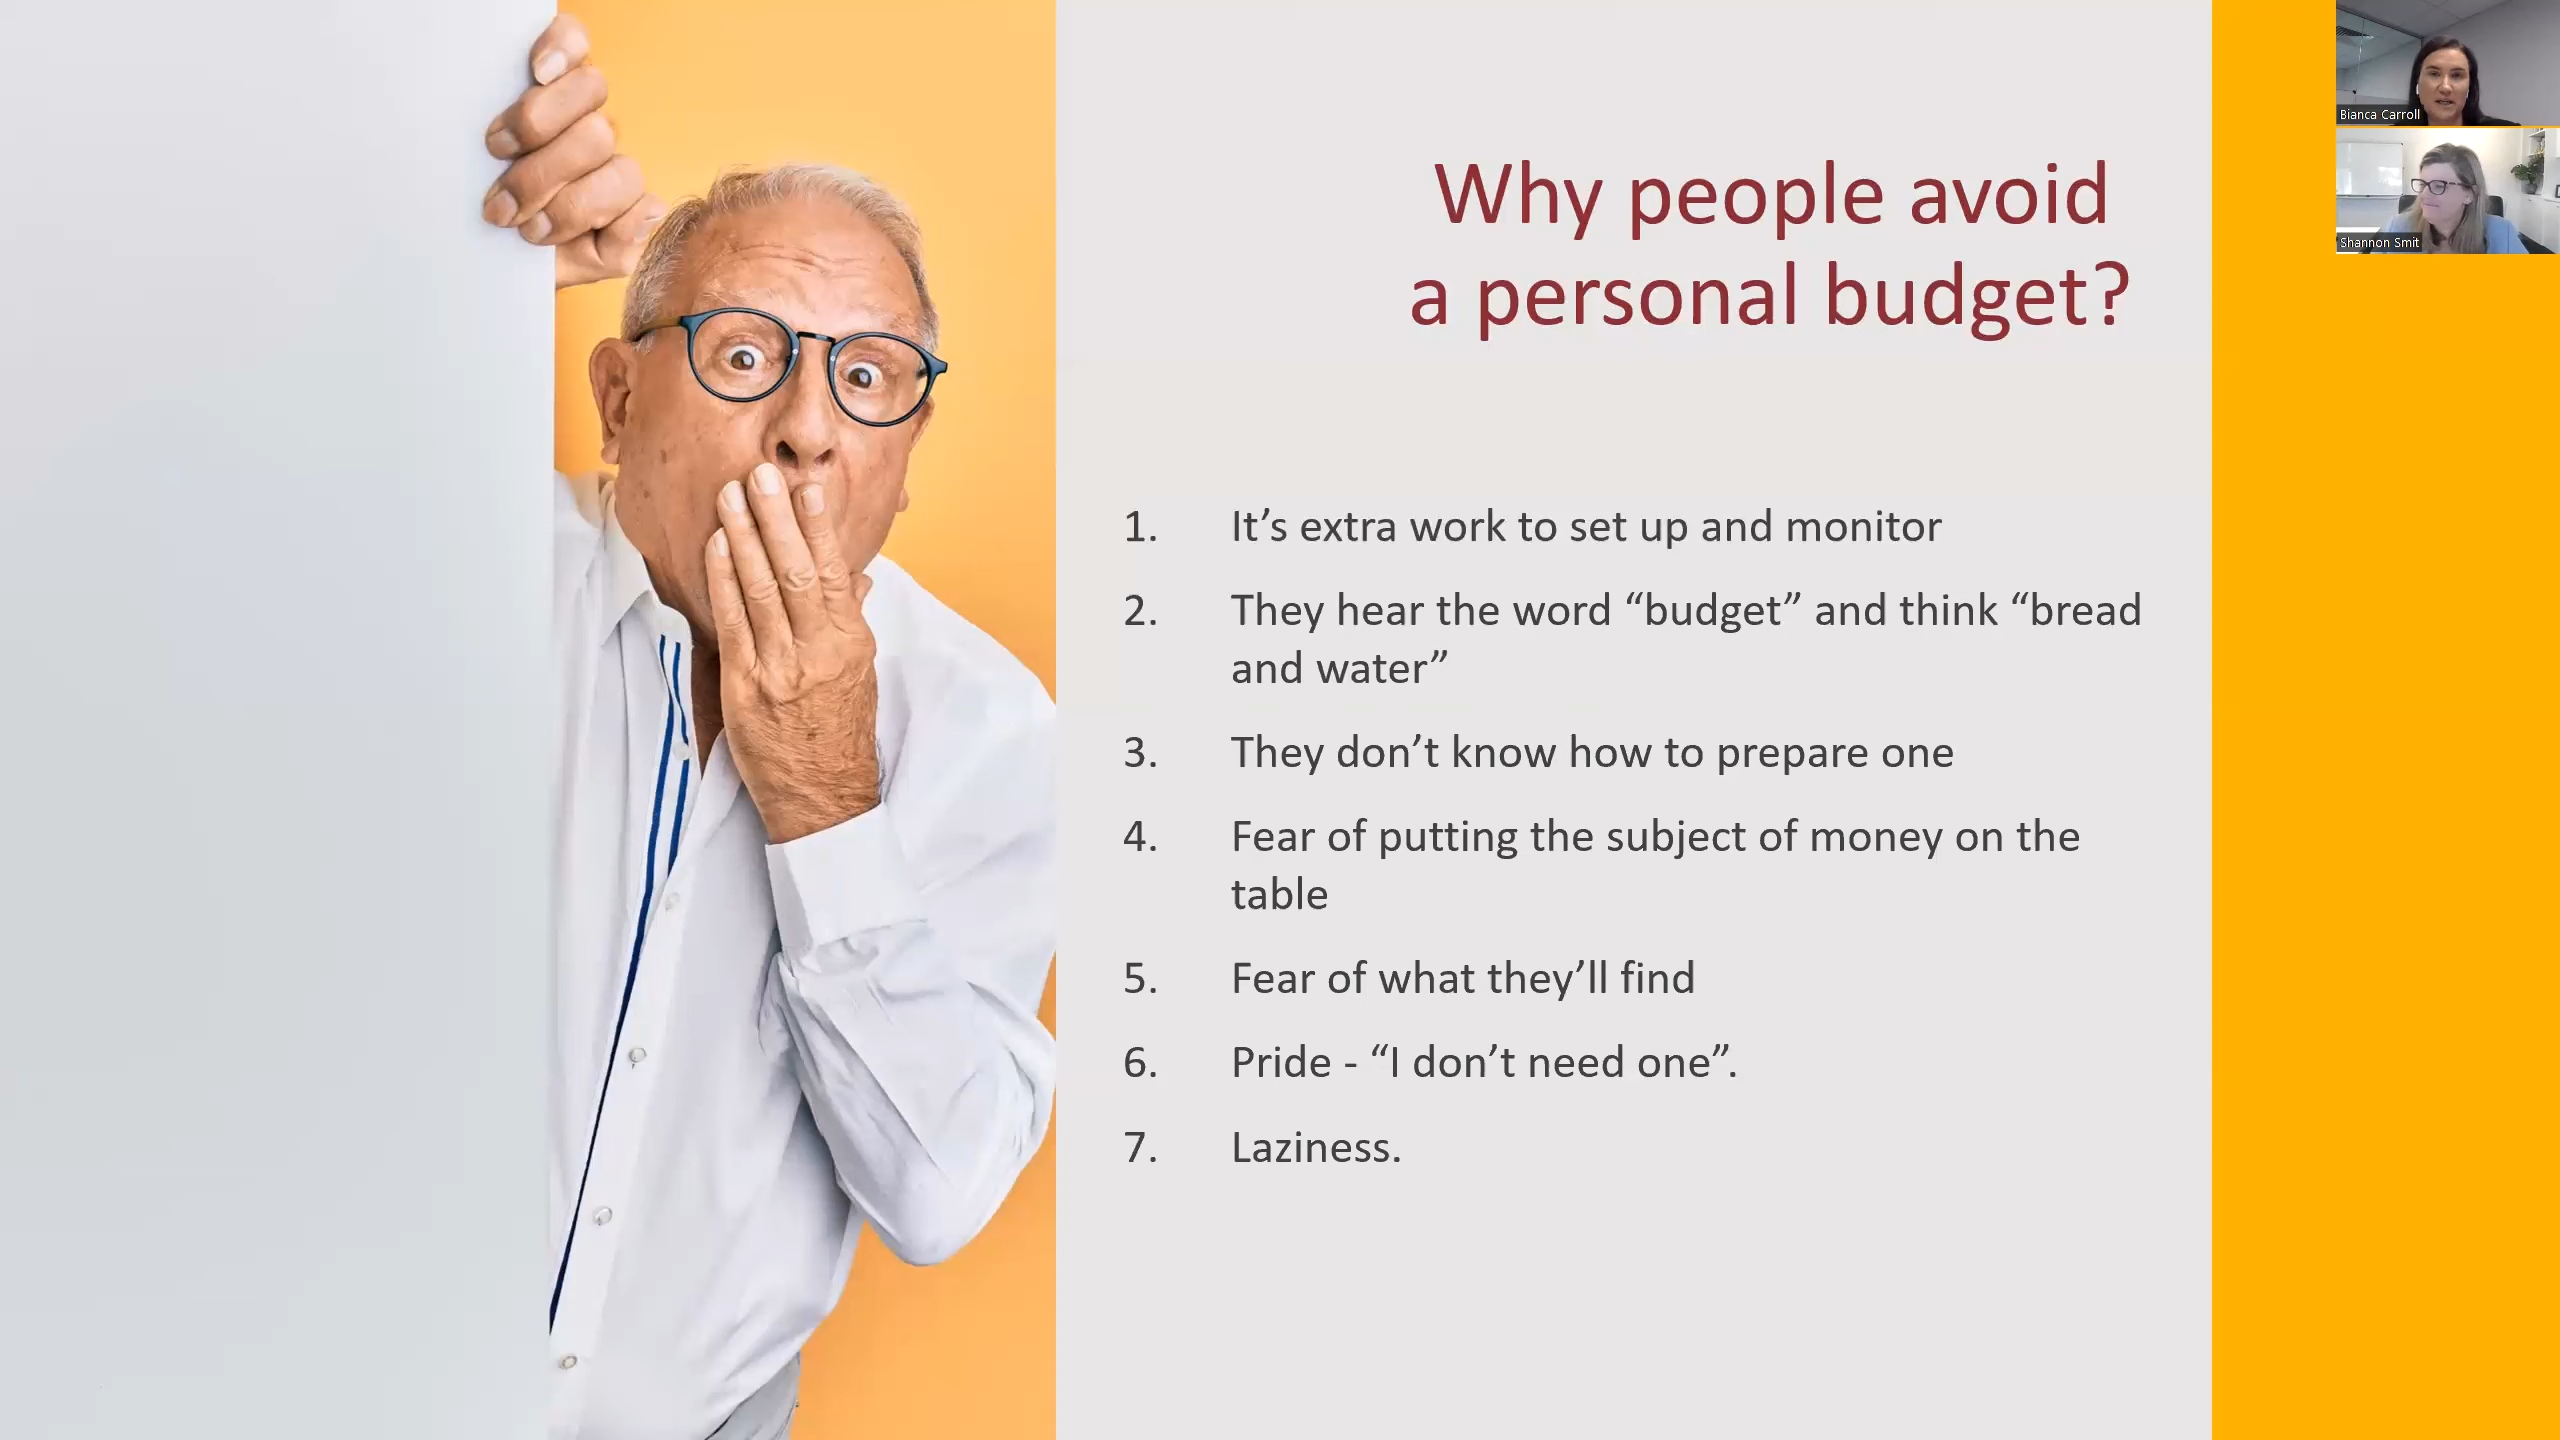 Why people avoid
a personal budget?
1. It’s extra work to set up and monitor
2. They hear the word “budget” and think “bread
and water”
3. They don’t know how to prepare one
4. Fear of putting the subject of money on the
table
5. Fear of what they’ll find
6. Pride - “I don’t need one”.
7. Laziness.
Bianca Carroll
Shannon Smit